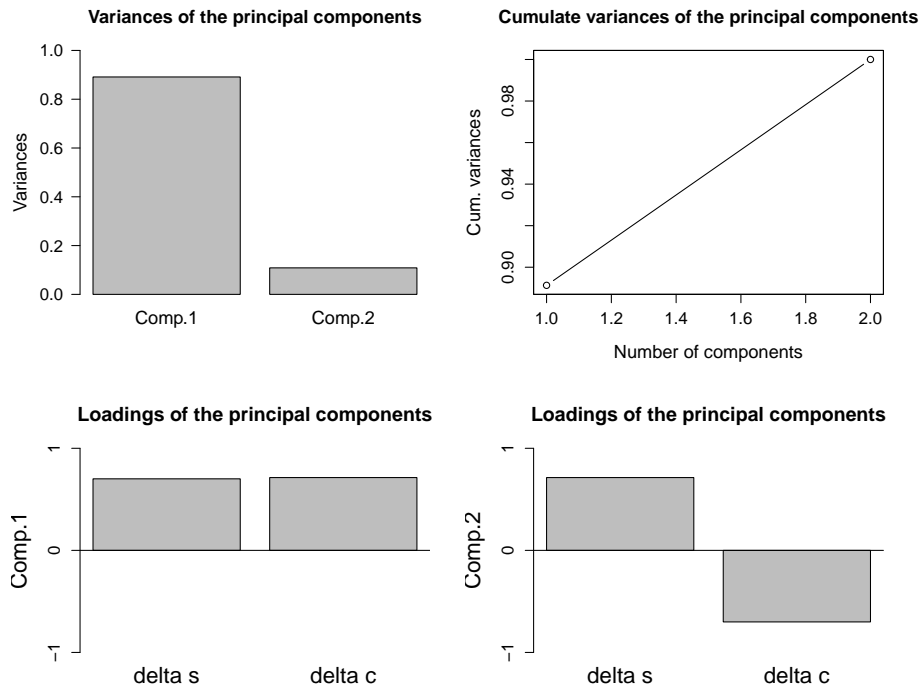 Variances of the principal components
Variances
1.0
0.8
0.6
0.4
0.2
0.0
Comp.1 Comp.2
Cumulate variances of the principal components
Cum. variances
0.98
0.94
0.90
1.0 1.2 1.4 1.6 1.8 2.0
Number of components
Loadings of the principal components
Comp.1
1
0
−1
delta s delta c
Loadings of the principal components
Comp.2
1
0
−1
delta s delta c